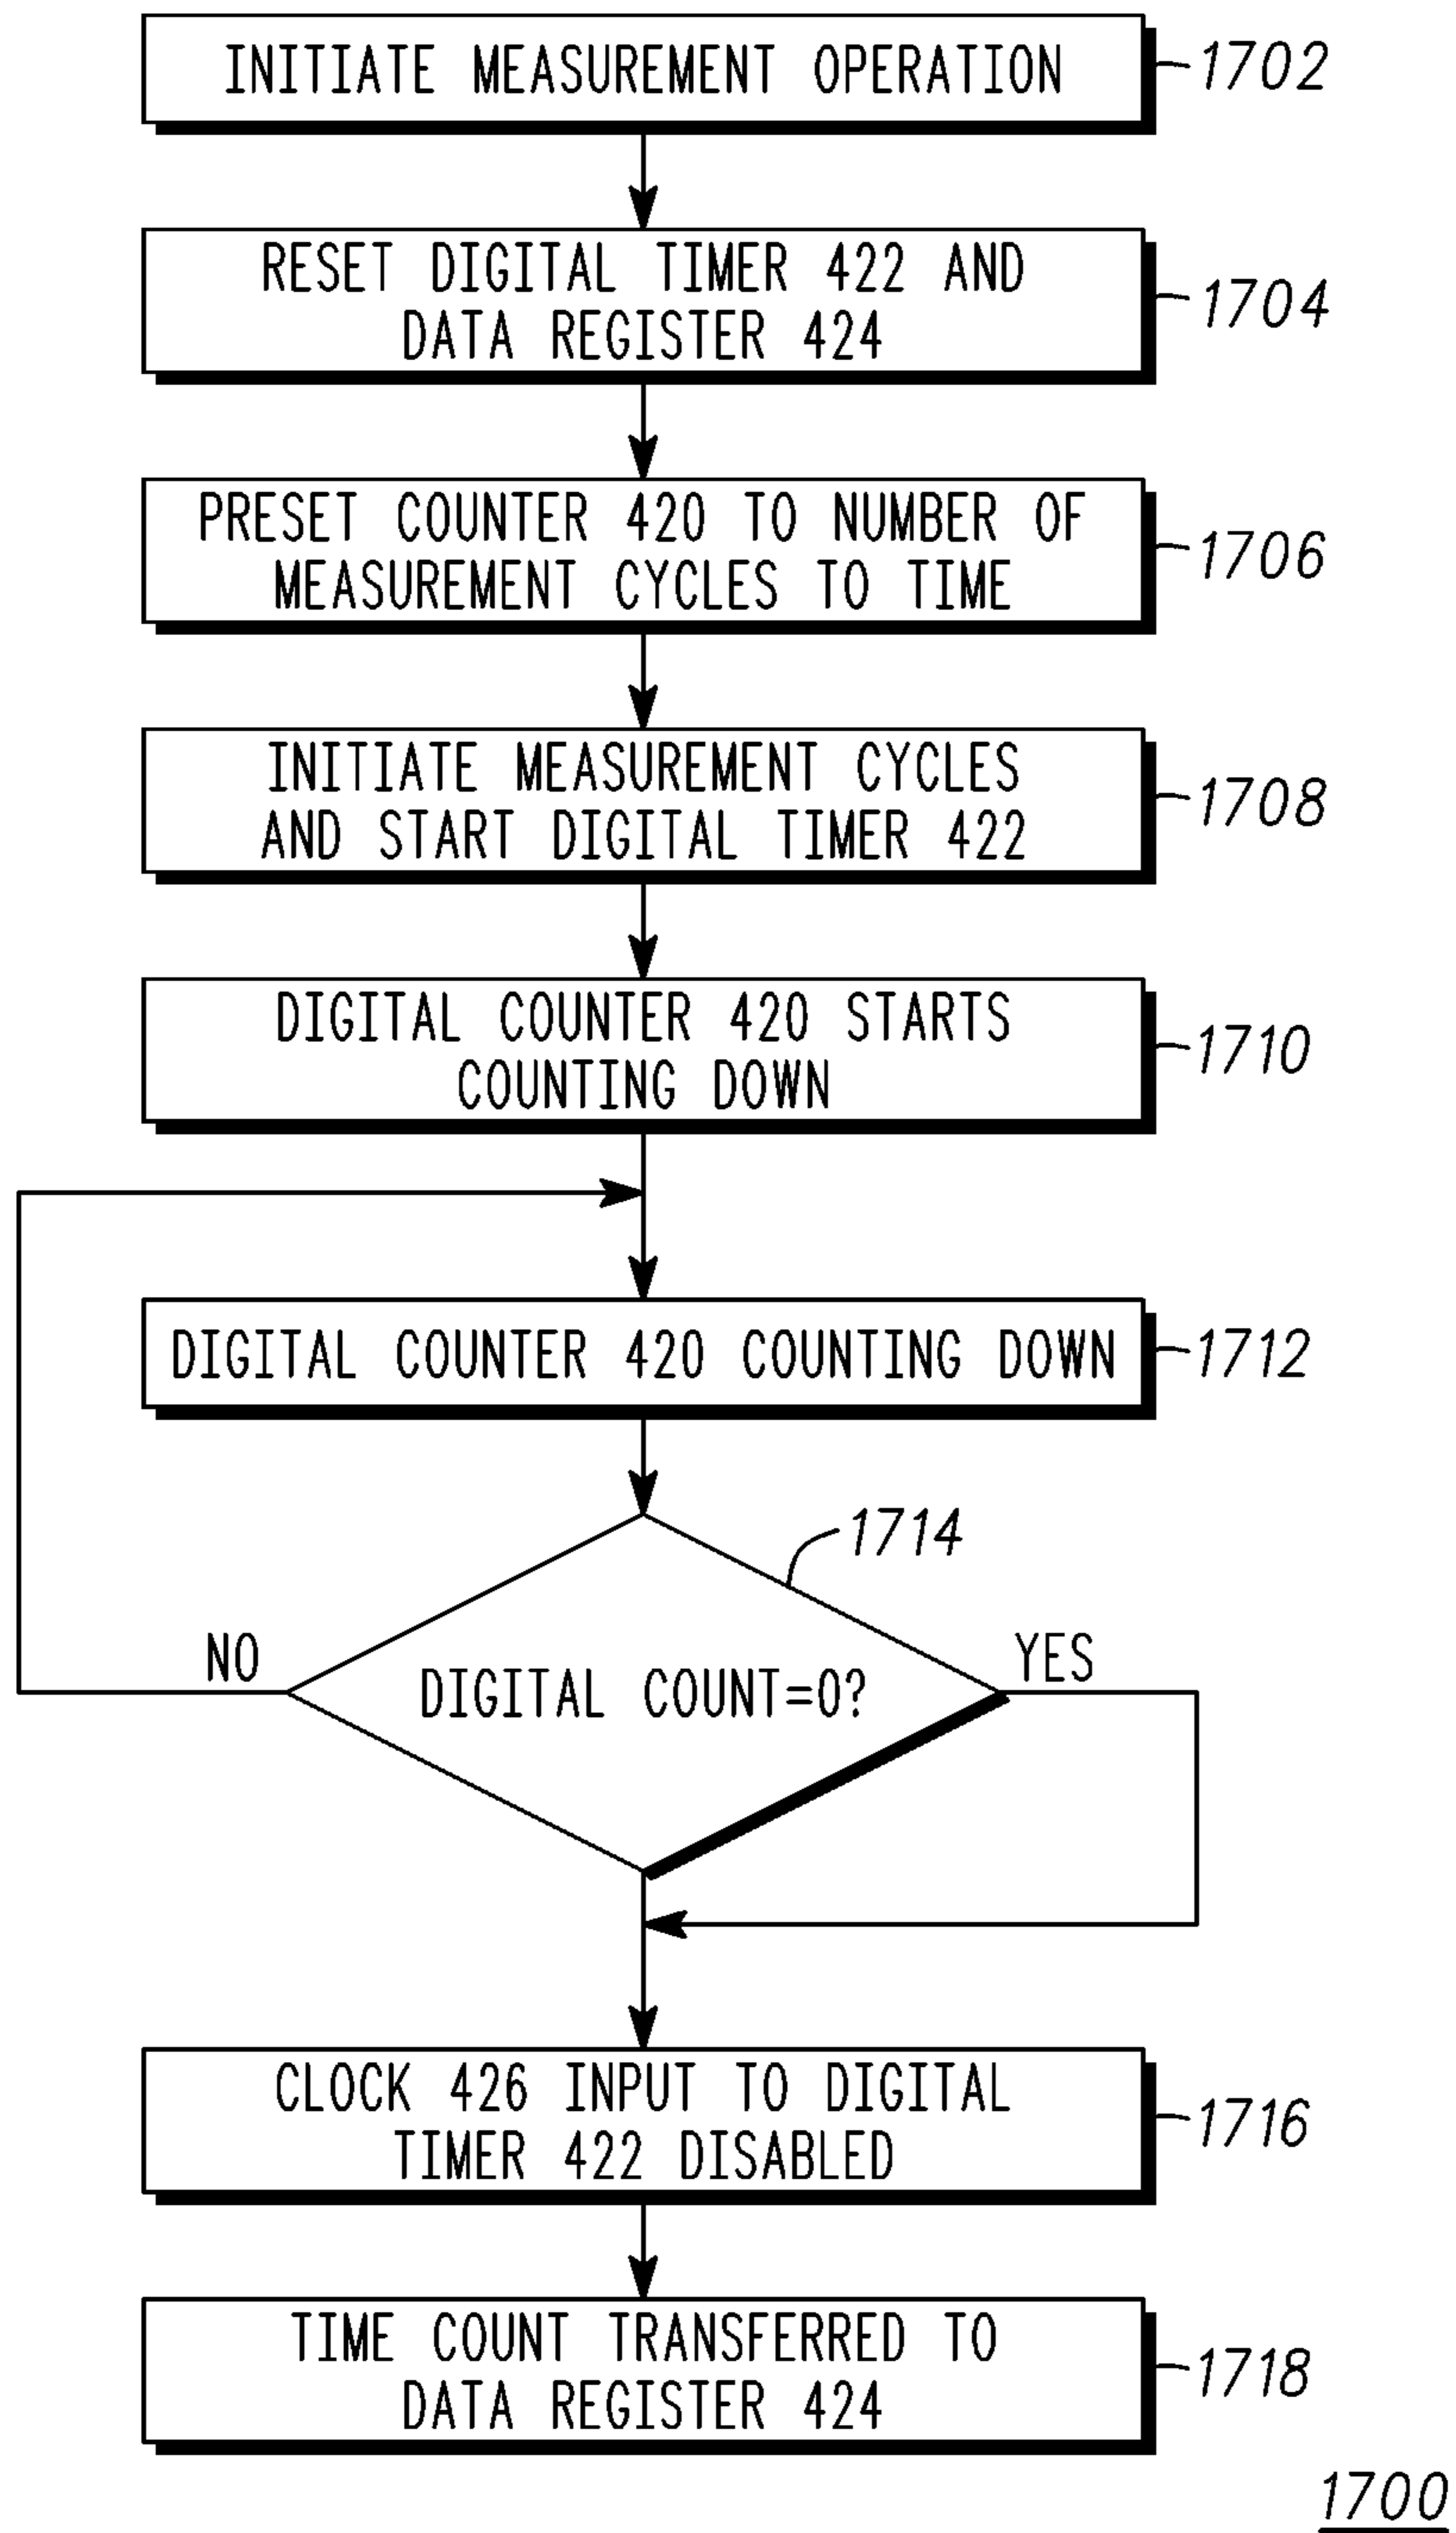 INITIATE MEASUREMENT OPERATION
1702
RESET DIGITAL TIMER 422 AND
DATA REGISTER 424
1704
PRESET COUNTER 420 TO NUMBER OF
MEASUREMENT CYCLES TO TIME
1706
INITIATE MEASUREMENT CYCLES
AND START DIGITAL TIMER 422
1708
DIGITAL COUNTER 420 STARTS
COUNTING DOWN
1710
DIGITAL COUNTER 420 COUNTING DOWN
1712
1714
NO
DIGITAL COUNT=0?
YES
CLOCK 426 INPUT TO DIGITAL
TIMER 422 DISABLED
1716
TIME COUNT TRANSFERRED TO
DATA REGISTER 424
1718
1700